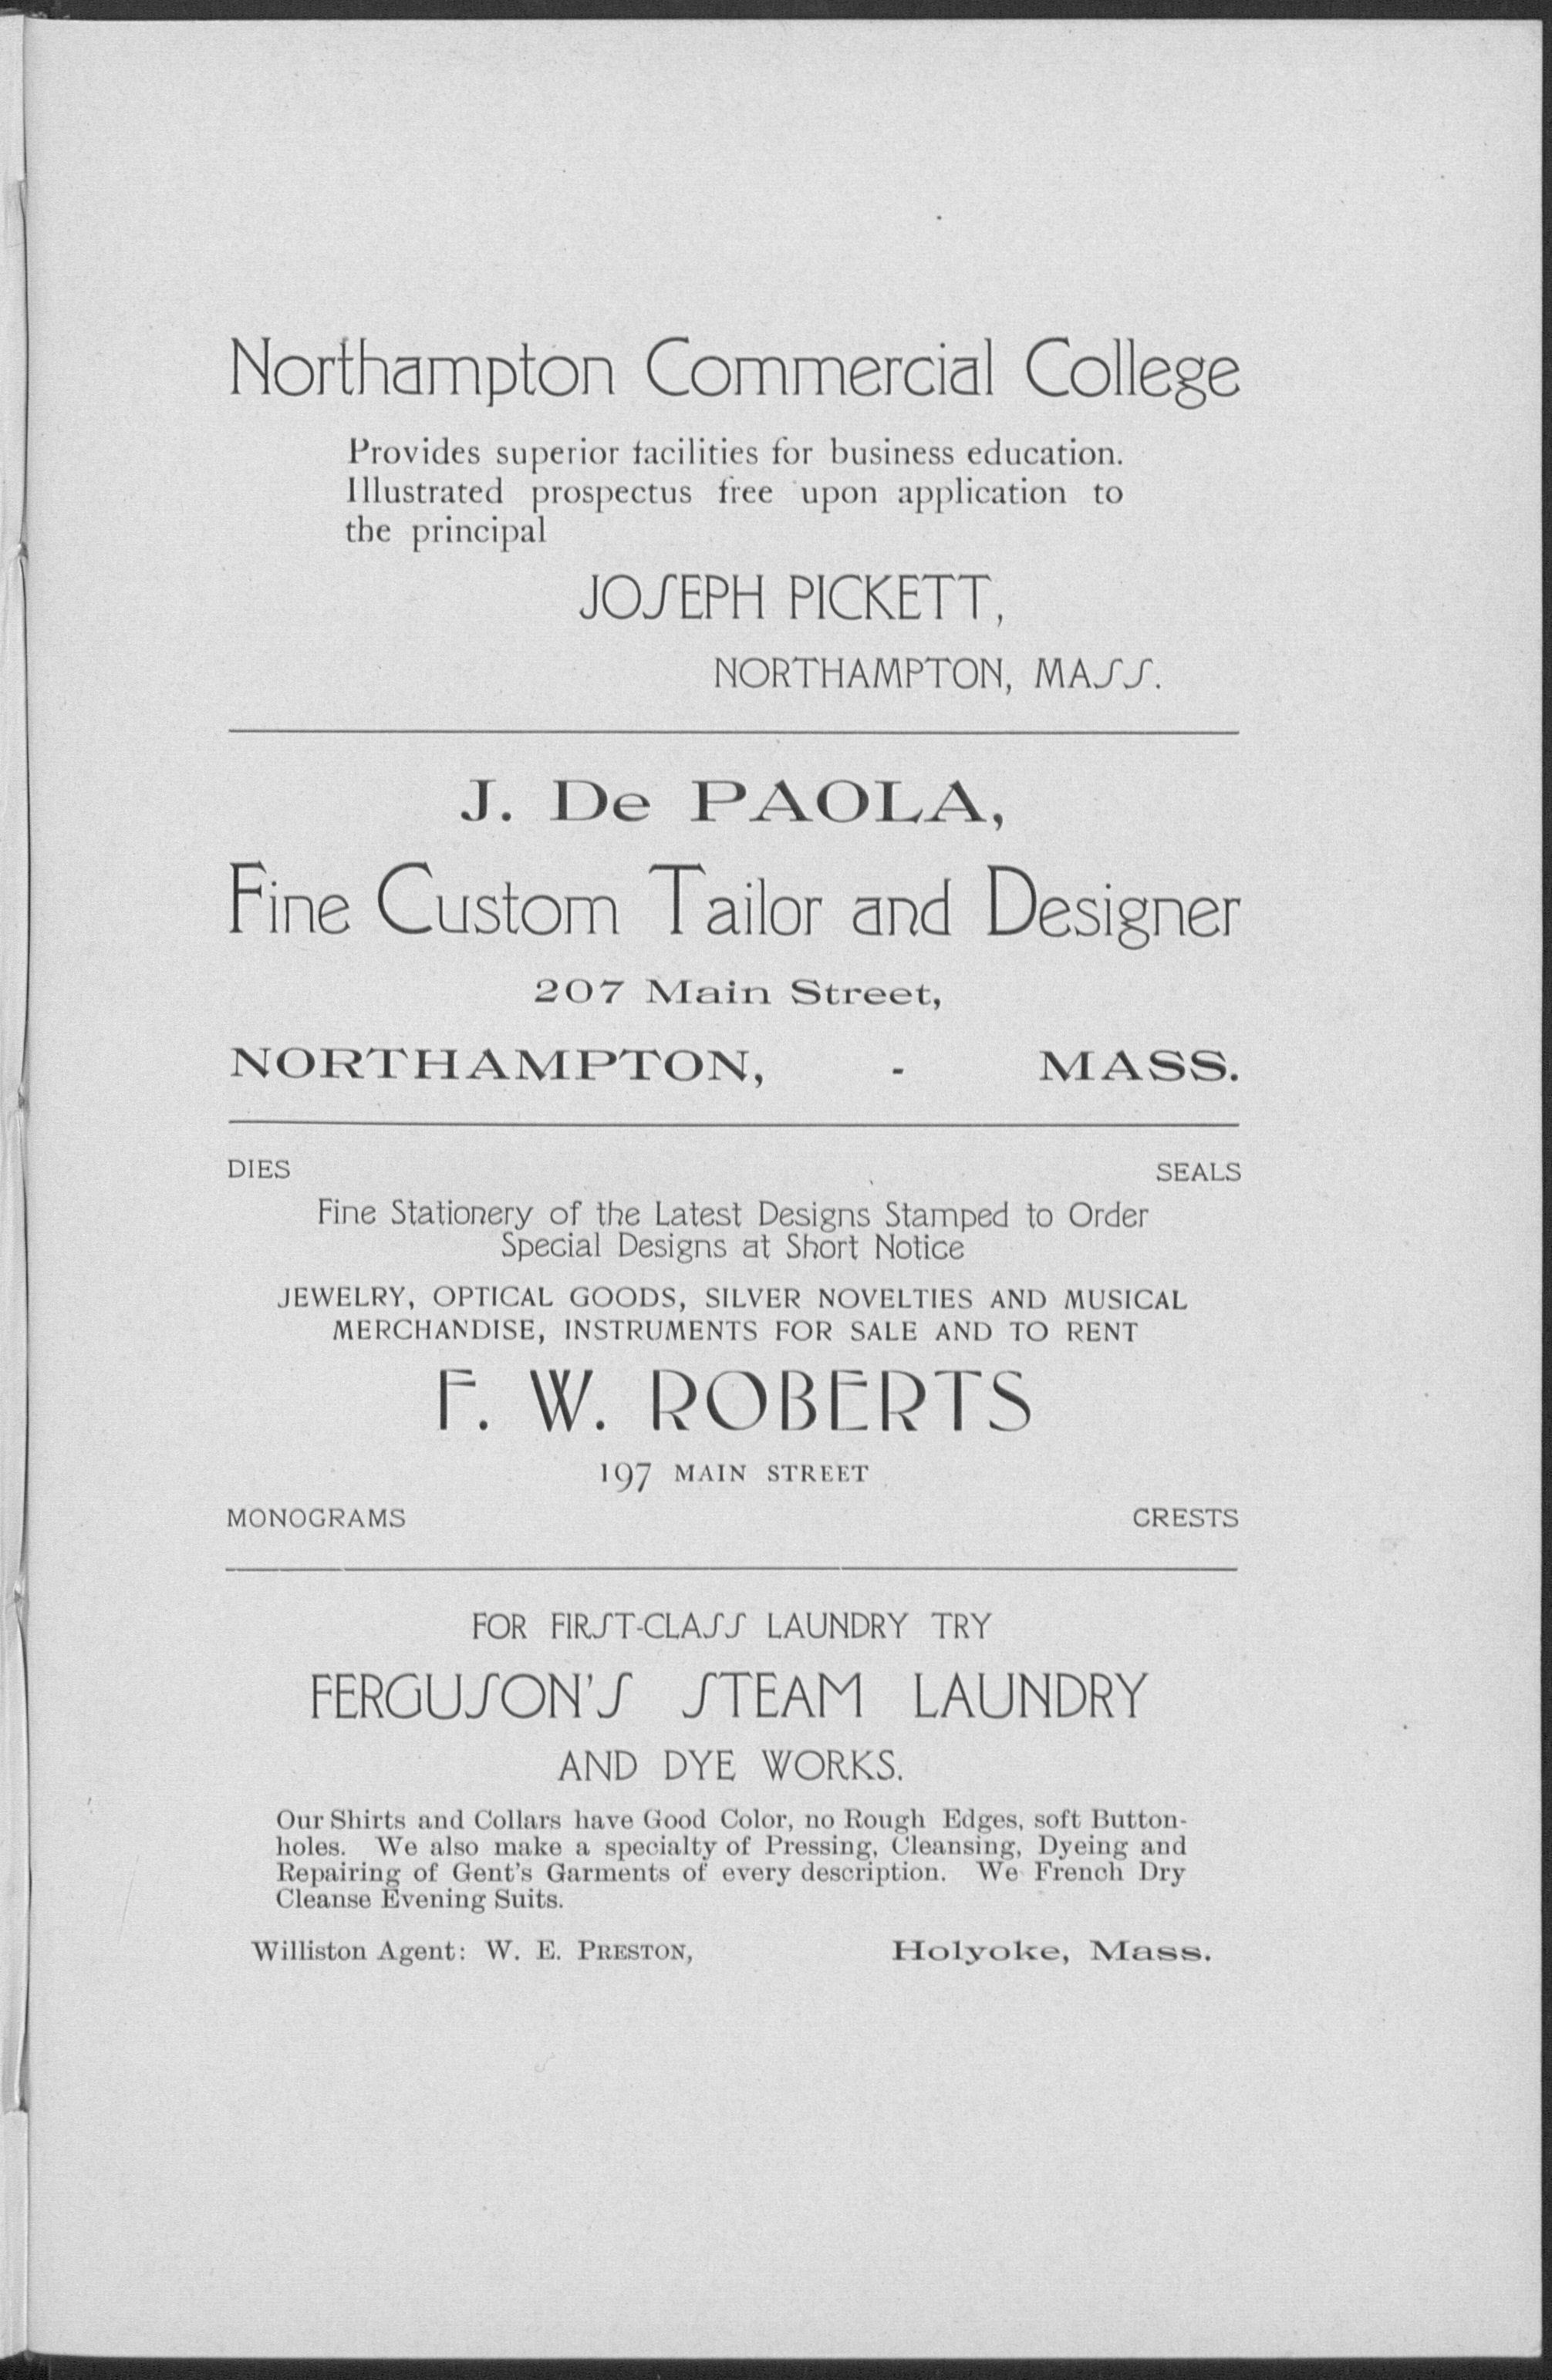 Northampton Commercial College
Provides superior facilities for business education.
Illustrated prospectus free upon application to
the principal
JOSEPH PICKETT,
NORTHAMPTON, MASS.
J. De PAOLA,
Fine Custom Tailor and Designer
207 Main Street,
NORTHAMPTON, - MASS.
DIES SEALS
Fine Stationery of the Latest Designs Stamped to Order
Special Designs at Short Notice
JEWELRY, OPTICAL GOODS, SILVER NOVELTIES AND MUSICAL
MERCHANDISE, INSTRUMENTS FOR SALE AND TO RENT
F. W. ROBERTS
197 MAIN STREET
MONOGRAMS CRESTS
FOR FIRST-CLASS LAUNDRY TRY
FERGUSON'S STEAM LAUNDRY
AND DYE WORKS.
Our Shirts and Collars have Good Color, no Rough Edges, soft Button-
holes. We also make a specialty of Pressing, Cleansing, Dyeing and
Repairing of Gent's Garments of every description. We French Dry
Cleanse Evening Suits.
Williston Agent: W. E. PRESTON, Holyoke, Mass.